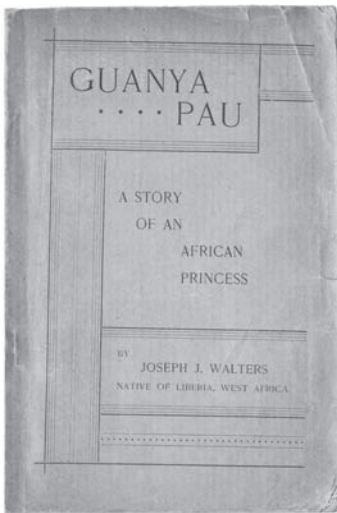 GUANYA
.... PAU
A STORY
OF AN
AFRICAN
PRINCESS
BY
JOSEPH J. WALTERS
NATIVE OF LIBERIA, WEST AFRICA